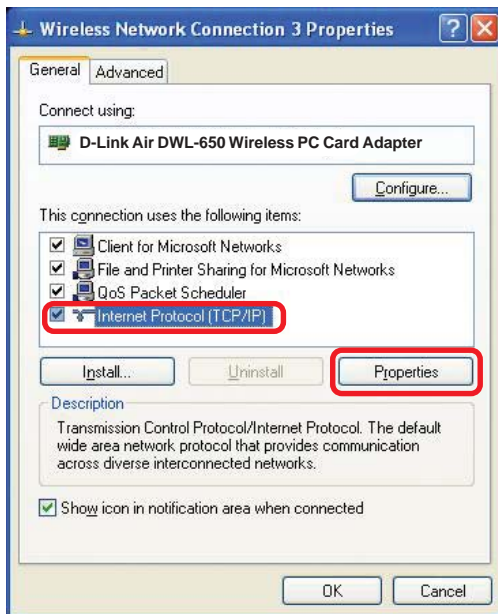 Wireless Network Connection 3 Properties
General
Advanced
Connect using:
D-Link Air DWL-650 Wireless PC Card Adapter
Configure...
This connection uses the following items:
Client for Microsoft Networks
File and Printer Sharing for Microsoft Networks
QoS Packet Scheduler
Internet Protocol (TCP/IP)
Install...
Uninstall
Properties
Description
Transmission Control Protocol/Internet Protocol. The default
wide area network protocol that provides communication
across diverse interconnected networks.
Show icon in notification area when connected
OK
Cancel